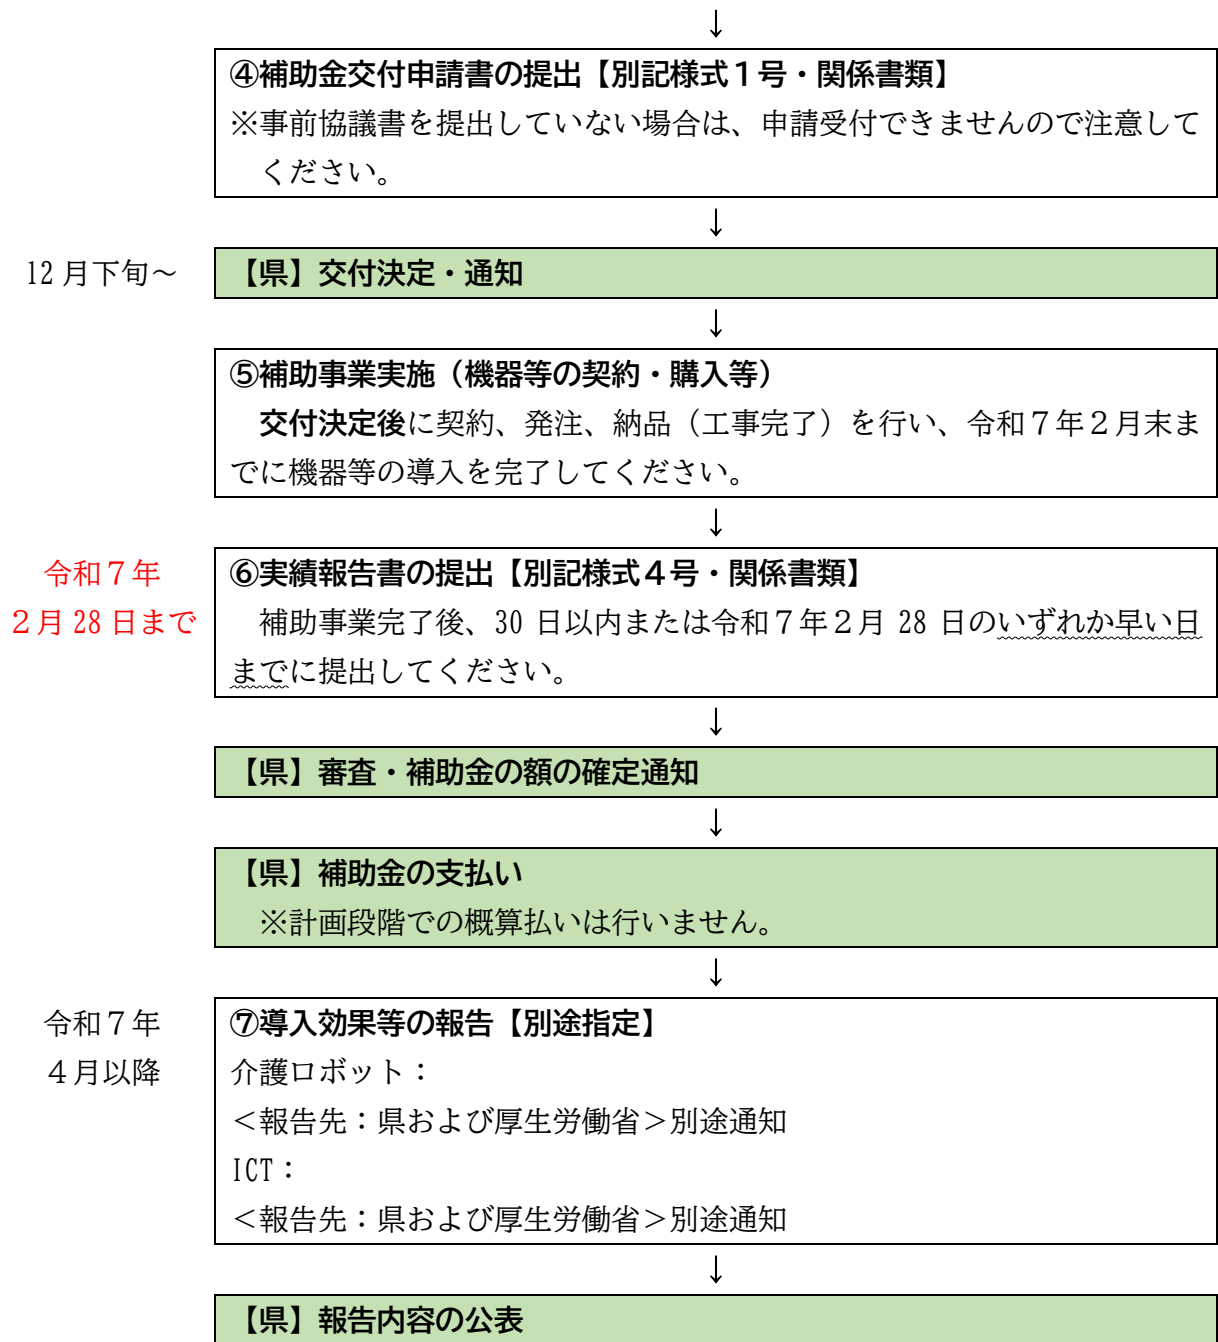 ↓
④補助金交付申請書の提出【別記様式１号・関係書類】
※事前協議書を提出していない場合は、申請受付できませんので注意して
ください。
↓
12月下旬～
【県】交付決定・通知
↓
⑤補助事業実施（機器等の契約・購入等）
交付決定後に契約、発注、納品（工事完了）を行い、令和７年２月末ま
でに機器等の導入を完了してください。
↓
令和７年
２月28日まで
⑥実績報告書の提出【別記様式４号・関係書類】
補助事業完了後、30日以内または令和７年２月28日のいずれか早い日
までに提出してください。
↓
【県】審査・補助金の額の確定通知
↓
【県】補助金の支払い
※計画段階での概算払いは行いません。
↓
令和７年
４月以降
⑦導入効果等の報告【別途指定】
介護ロボット：
＜報告先：県および厚生労働省＞別途通知
ICT：
＜報告先：県および厚生労働省＞別途通知
↓
【県】報告内容の公表